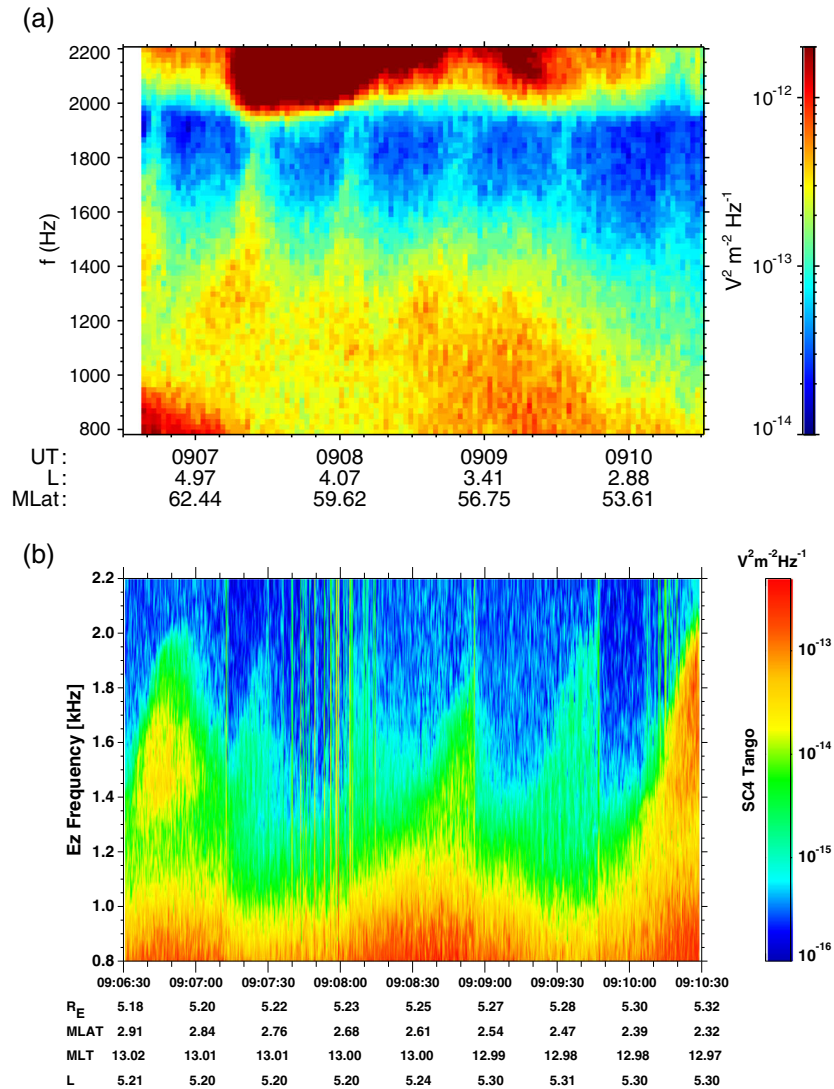 (a)
2200
2000
1800
1600
1400
1200
1000
800
f (Hz)
10⁻¹²
10⁻¹³
10⁻¹⁴
V² m⁻² Hz⁻¹
UT: 0907 0908 0909 0910
L: 4.97 4.07 3.41 2.88
MLat: 62.44 59.62 56.75 53.61
(b)
V²m⁻²Hz⁻¹
2.2
2.0
1.8
1.6
1.4
1.2
1.0
0.8
Ez Frequency [kHz]
10⁻¹³
10⁻¹⁴
10⁻¹⁵
10⁻¹⁶
SC4 Tango
09:06:30 09:07:00 09:07:30 09:08:00 09:08:30 09:09:00 09:09:30 09:10:00 09:10:30
R_E 5.18 5.20 5.22 5.23 5.25 5.27 5.28 5.30 5.32
MLAT 2.91 2.84 2.76 2.68 2.61 2.54 2.47 2.39 2.32
MLT 13.02 13.01 13.01 13.00 13.00 12.99 12.98 12.98 12.97
L 5.21 5.20 5.20 5.20 5.24 5.30 5.31 5.30 5.30